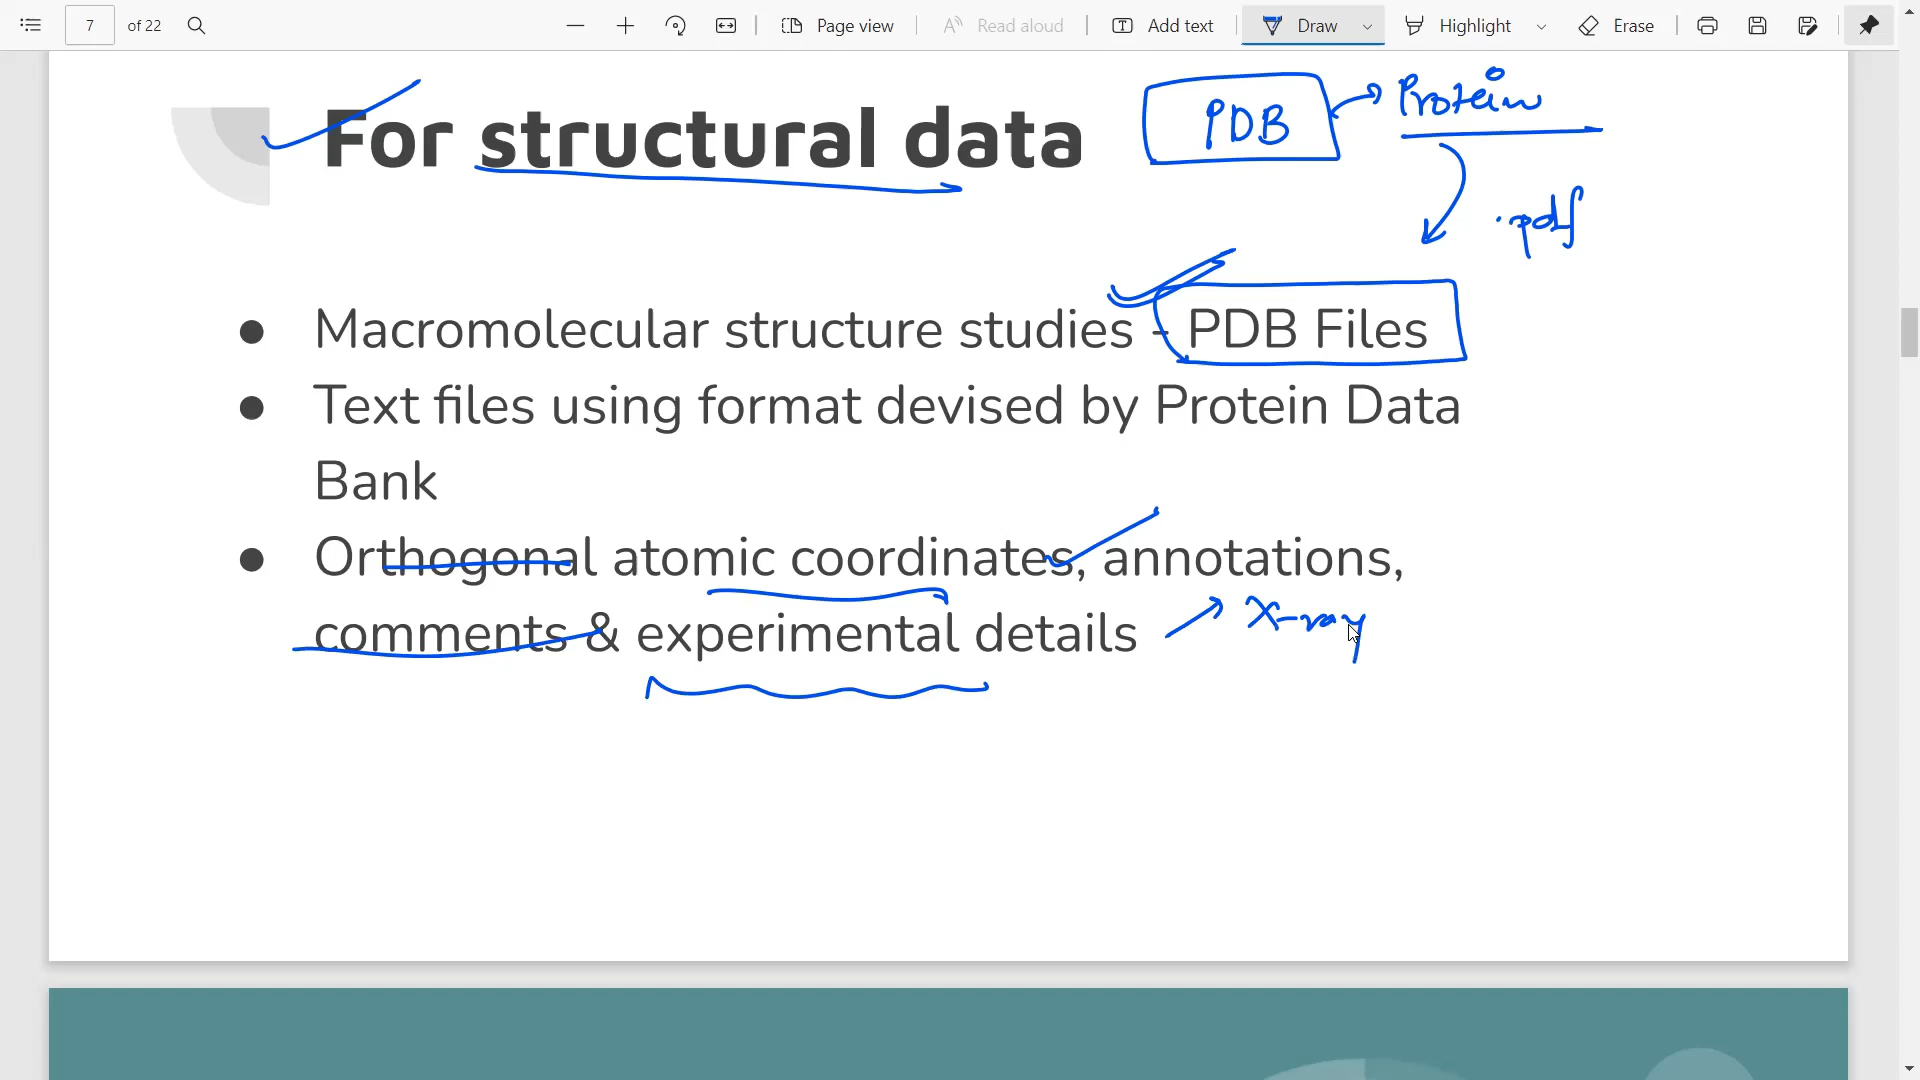 7 of 22 Page view Read aloud Add text Draw Highlight Erase
For structural data
PDB
Protein
.pdf
Macromolecular structure studies - PDB Files
Text files using format devised by Protein Data
Bank
Orthogonal atomic coordinates, annotations,
comments & experimental details
X-ray